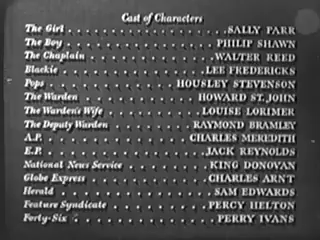 Cast of Characters
The Girl . . . . . . . . . . . . . . . . SALLY PARR
The Boy . . . . . . . . . . . . . . . PHILIP SHAWN
The Chaplain . . . . . . . . . . . . WALTER REED
Blackie . . . . . . . . . . . . . . . LEE FREDERICKS
Pops . . . . . . . . . . . . HOUSLEY STEVENSON
The Warden . . . . . . . . . . . HOWARD ST. JOHN
The Warden's Wife . . . . . . . . LOUISE LORIMER
The Deputy Warden . . . . . . RAYMOND BRAMLEY
A.P. . . . . . . . . . . . . . . CHARLES MEREDITH
E.P. . . . . . . . . . . . . . . . . JACK REYNOLDS
National News Service . . . . . . . KING DONOVAN
Globe Express . . . . . . . . . . . CHARLES ARNT
Herald . . . . . . . . . . . . . . . . SAM EDWARDS
Feature Syndicate . . . . . . . . . PERCY HELTON
Forty-Six . . . . . . . . . . . . . . . PERRY IVANS